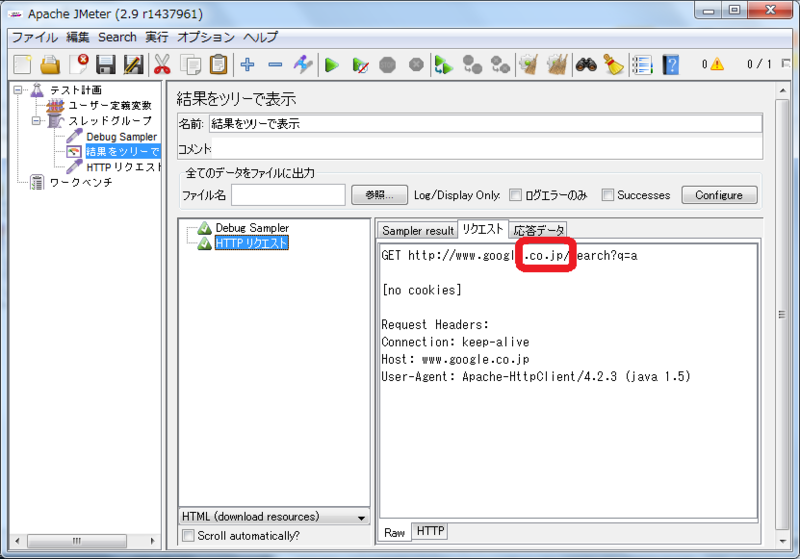 Apache JMeter (2.9 r1437961)
ファイル 編集 Search 実行 オプション ヘルプ
0 0 / 1
テスト計画
ユーザー定義変数
スレッドグループ
Debug Sampler
結果をツリーで
HTTP リクエスト
ワークベンチ
結果をツリーで表示
名前: 結果をツリーで表示
コメント
全てのデータをファイルに出力
ファイル名 参照... Log/Display Only: ログエラーのみ Successes Configure
Debug Sampler
HTTP リクエスト
HTML (download resources)
Scroll automatically?
Sampler result リクエスト 応答データ
GET http://www.google.co.jp/search?q=a
[no cookies]
Request Headers:
Connection: keep-alive
Host: www.google.co.jp
User-Agent: Apache-HttpClient/4.2.3 (java 1.5)
Raw HTTP